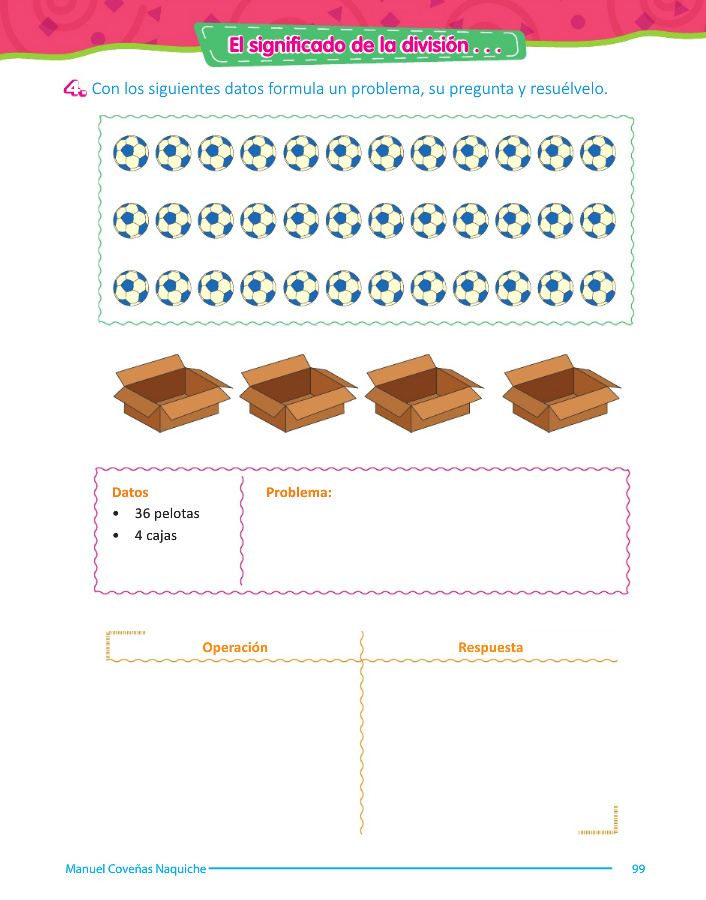 El significado de la división . . .
4. Con los siguientes datos formula un problema, su pregunta y resuélvelo.
Datos
• 36 pelotas
• 4 cajas
Problema:
Operación
Respuesta
Manuel Coveñas Naquiche
99